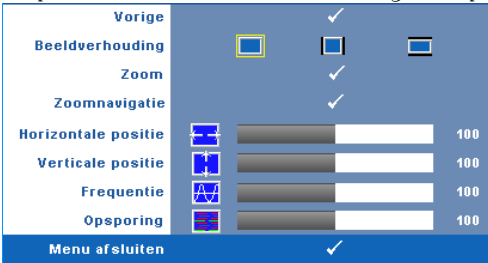 Vorige
Beeldverhouding
Zoom
Zoomnavigatie
Horizontale positie 100
Verticale positie 100
Frequentie 100
Opsporing 100
Menu afsluiten